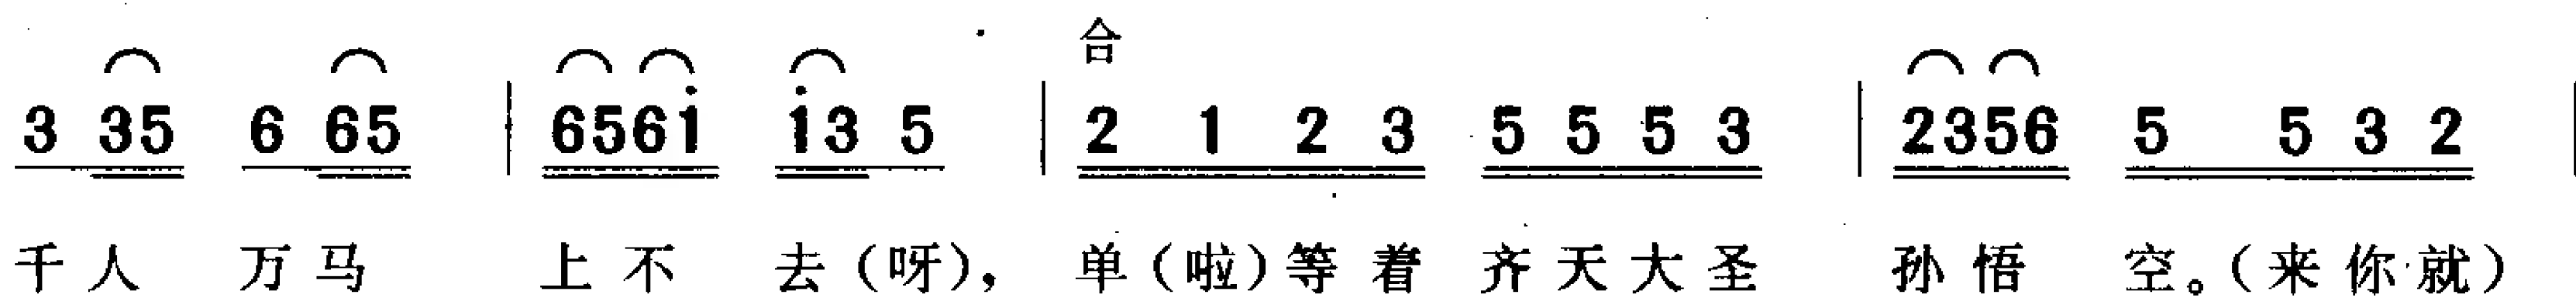 合
3 35 6 65 | 6561̇ 1̇3 5 | 2 1 2 3 5 5 5 3 | 2356 5 5 3 2 |
千人 万马 上不 去（呀），单（啦）等着 齐天大圣 孙悟 空。（来你就）